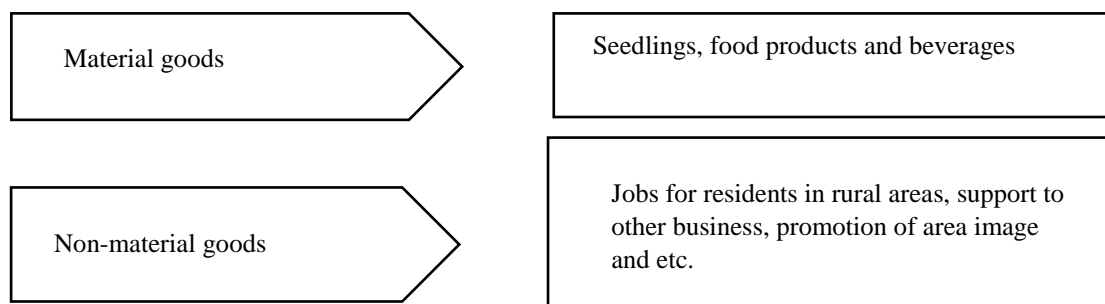 Material goods
Seedlings, food products and beverages
Non-material goods
Jobs for residents in rural areas, support to
other business, promotion of area image
and etc.